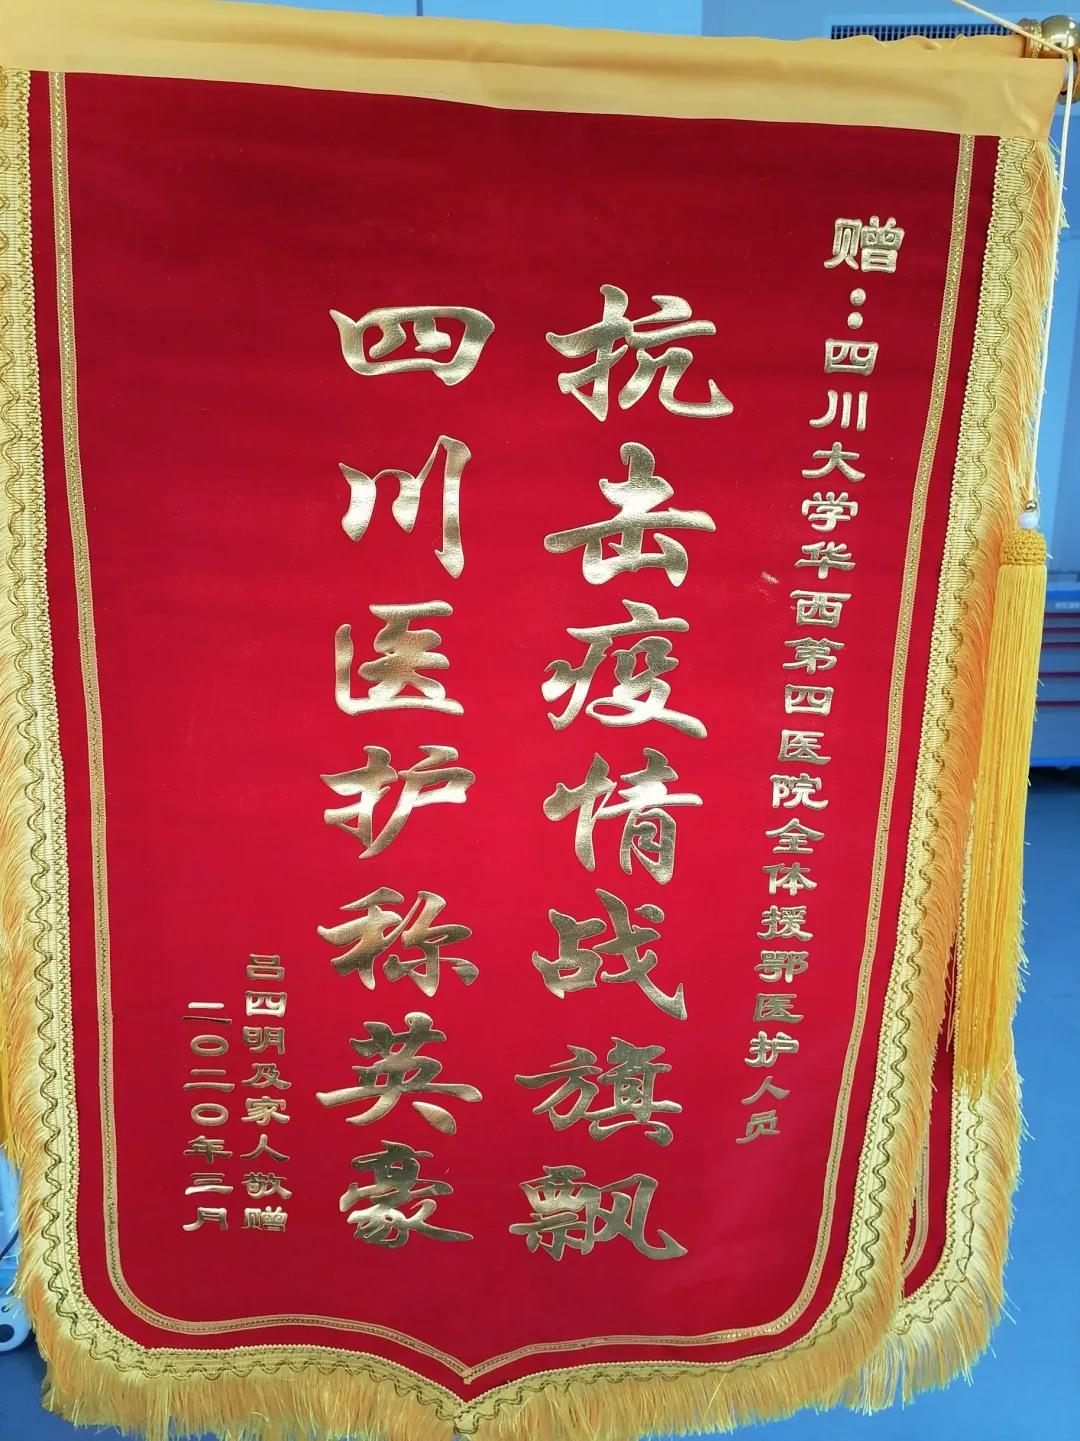 赠：四川大学华西第四医院全体援鄂医护人员
抗击疫情战旗飘
四川医护称英豪
吕四明及家人敬赠
二〇二〇年三月